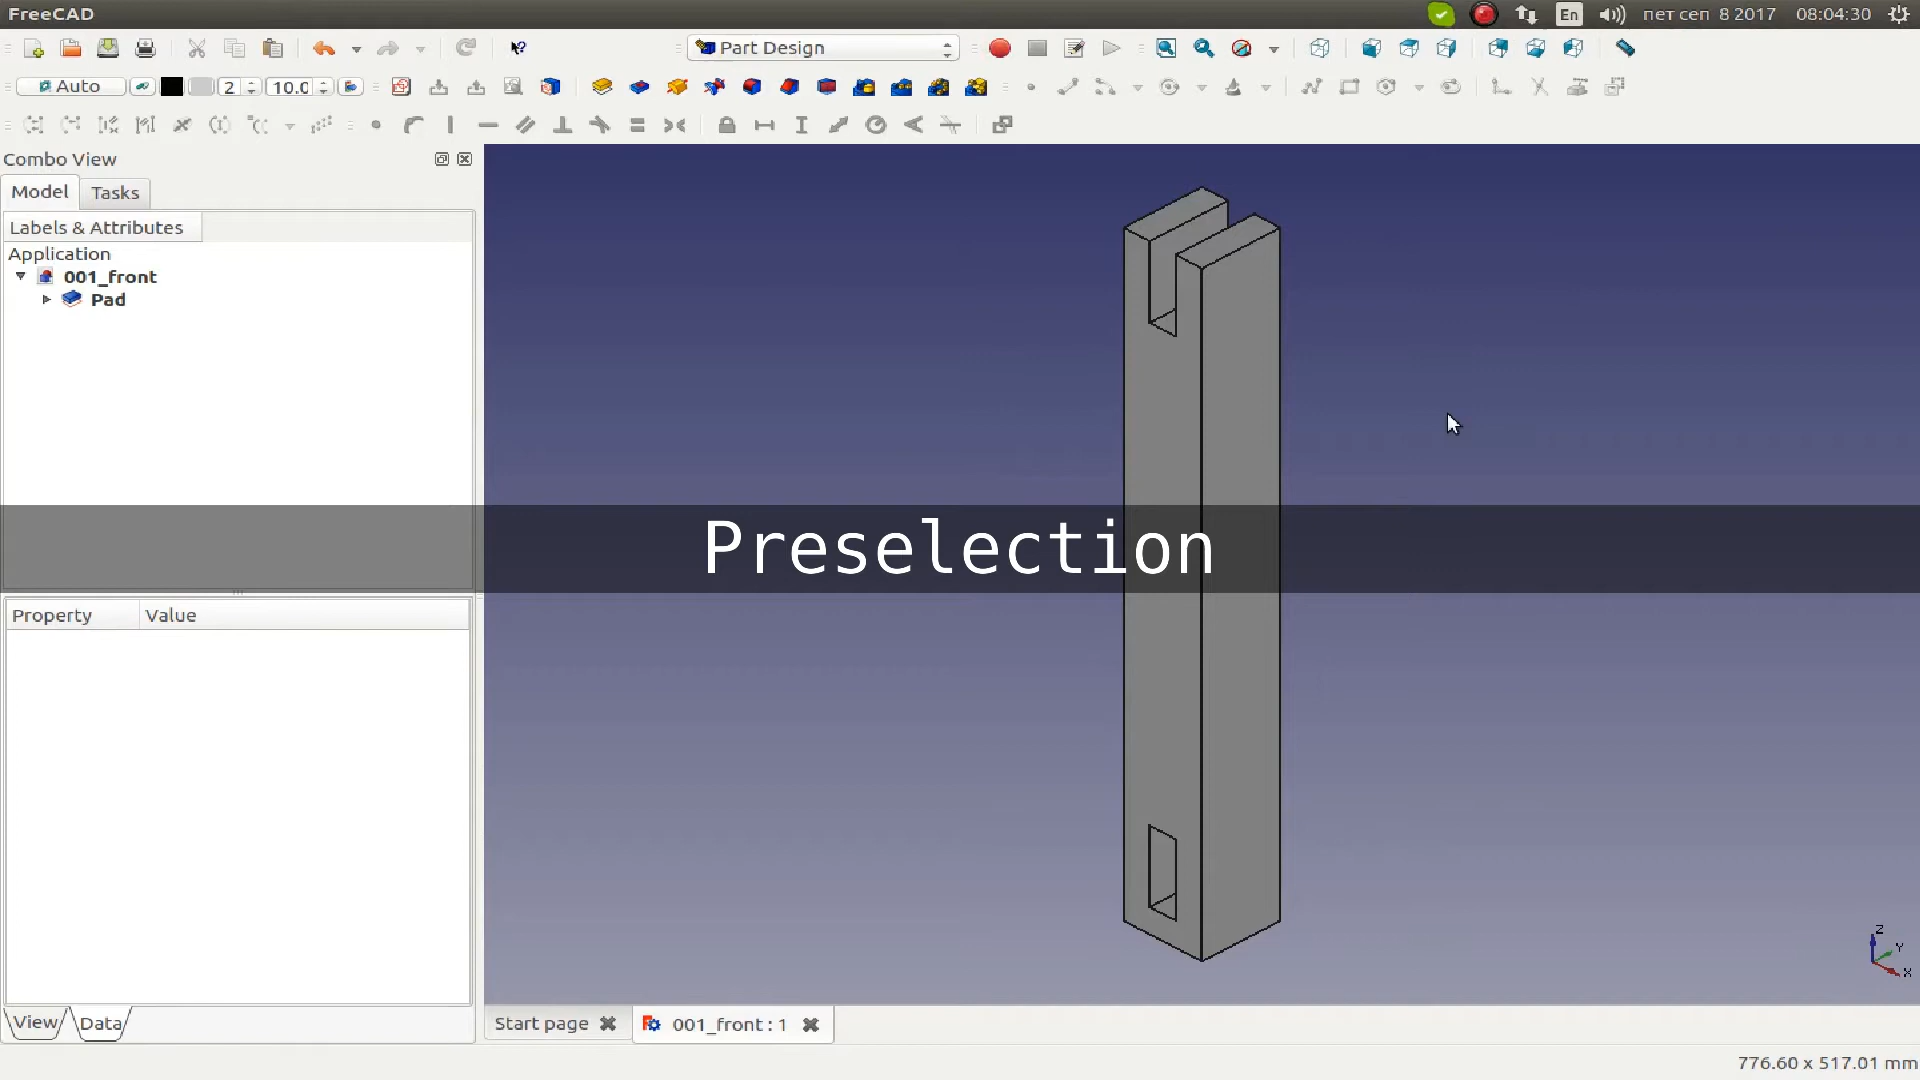 FreeCAD
En
пет сеп 8 2017 08:04:30
Part Design
Auto
2
10.0
Combo View
Model
Tasks
Labels & Attributes
Application
001_front
Pad
Preselection
Property
Value
View
Data
Start page
001_front : 1
Z
Y
X
776.60 x 517.01 mm